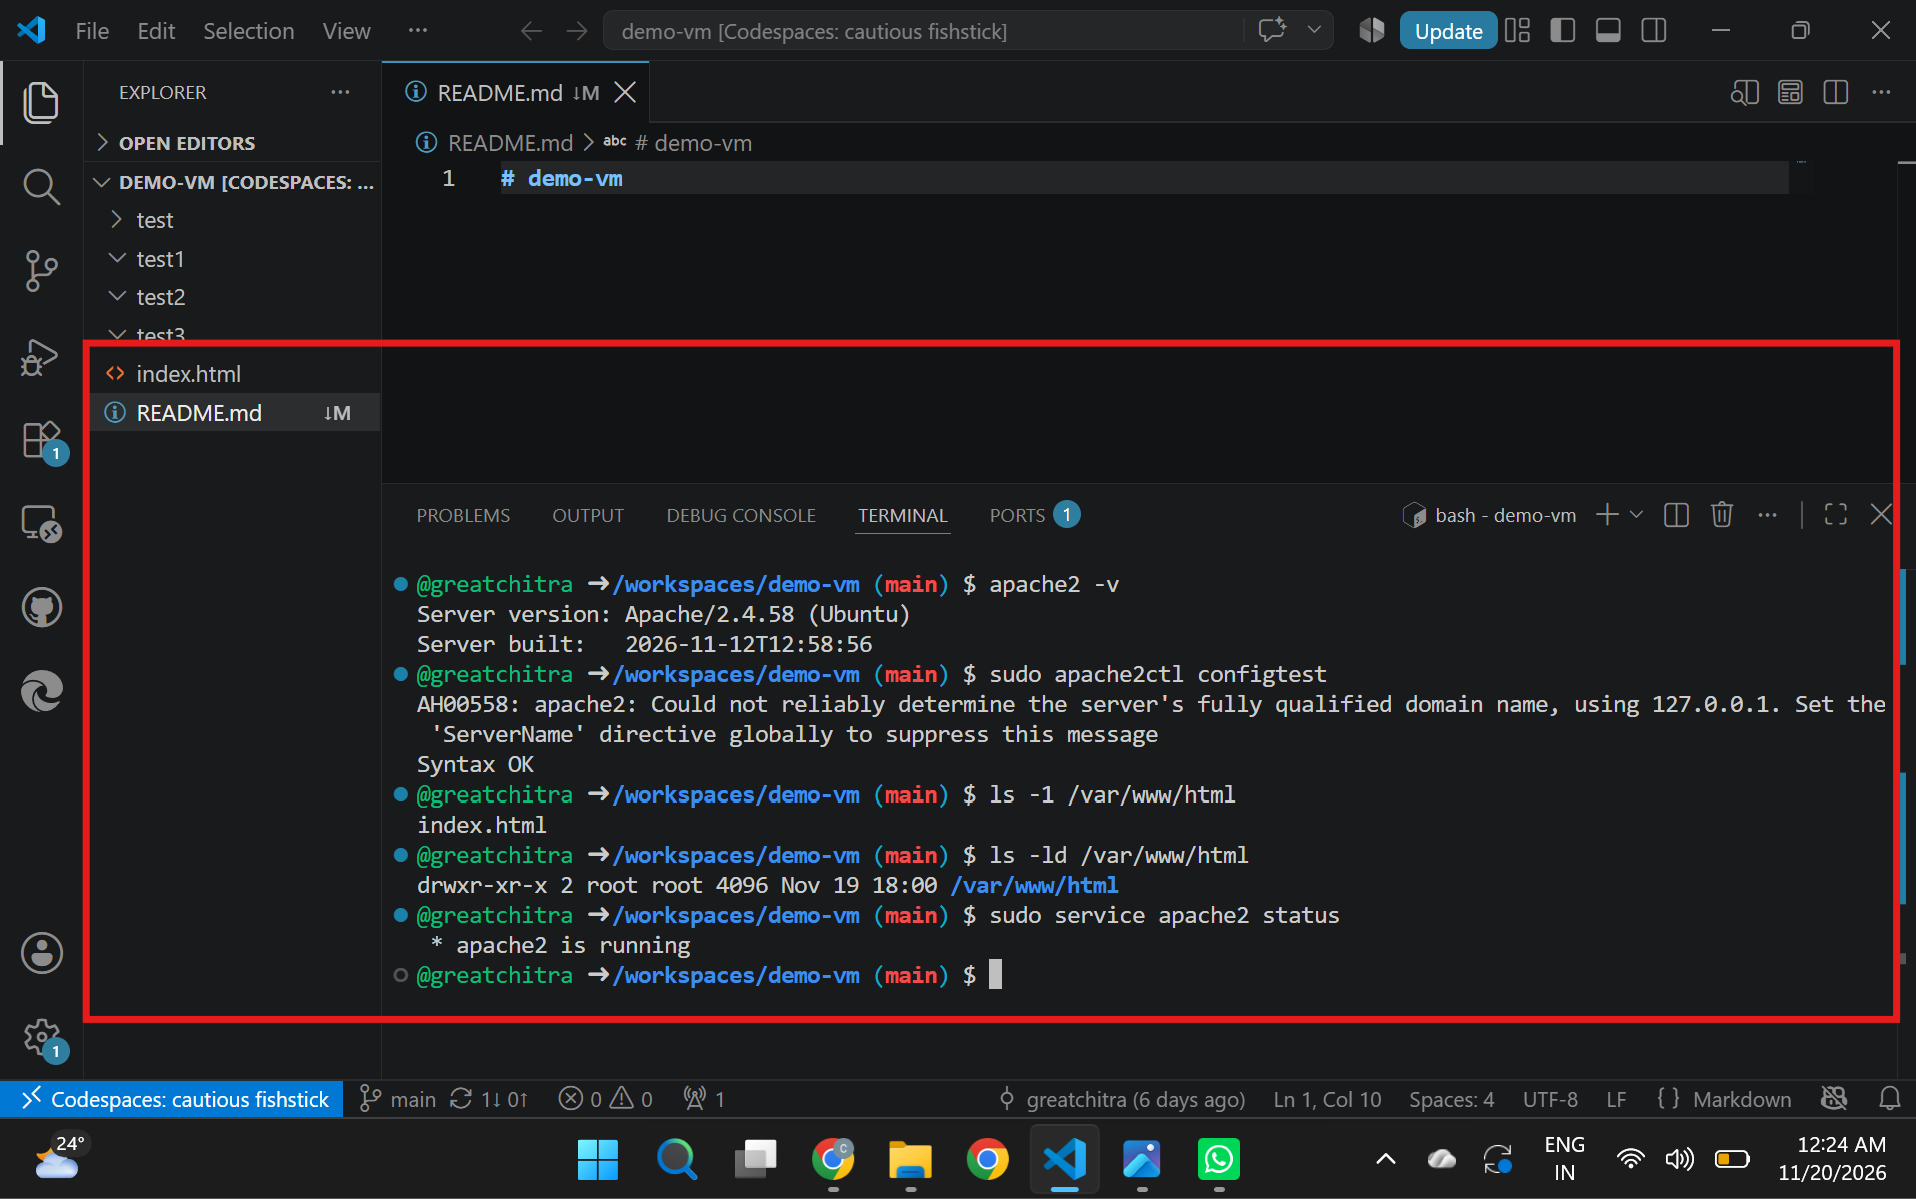 File Edit Selection View ···
demo-vm [Codespaces: cautious fishstick]
Update
EXPLORER ···
OPEN EDITORS
DEMO-VM [CODESPACES: ...
test
test1
test2
test3
index.html
README.md ↓M
README.md ↓M
README.md > abc # demo-vm
1 # demo-vm
1
PROBLEMS OUTPUT DEBUG CONSOLE TERMINAL PORTS 1
bash - demo-vm
@greatchitra ➜/workspaces/demo-vm (main) $ apache2 -v
Server version: Apache/2.4.58 (Ubuntu)
Server built:   2026-11-12T12:58:56
@greatchitra ➜/workspaces/demo-vm (main) $ sudo apache2ctl configtest
AH00558: apache2: Could not reliably determine the server's fully qualified domain name, using 127.0.0.1. Set the
'ServerName' directive globally to suppress this message
Syntax OK
@greatchitra ➜/workspaces/demo-vm (main) $ ls -1 /var/www/html
index.html
@greatchitra ➜/workspaces/demo-vm (main) $ ls -ld /var/www/html
drwxr-xr-x 2 root root 4096 Nov 19 18:00 /var/www/html
@greatchitra ➜/workspaces/demo-vm (main) $ sudo service apache2 status
* apache2 is running
@greatchitra ➜/workspaces/demo-vm (main) $
1
Codespaces: cautious fishstick main 1↓ 0↑ 0 0 1
greatchitra (6 days ago) Ln 1, Col 10 Spaces: 4 UTF-8 LF { } Markdown
24°
C
ENG
IN
12:24 AM
11/20/2026